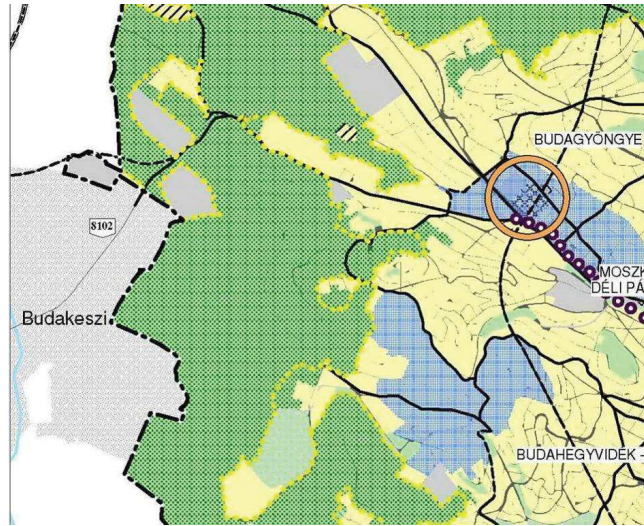 BUDAGYÖNGYE
8102
MOSZK
DÉLI PÁ
Budakeszi
BUDAHEGYVIDÉK -